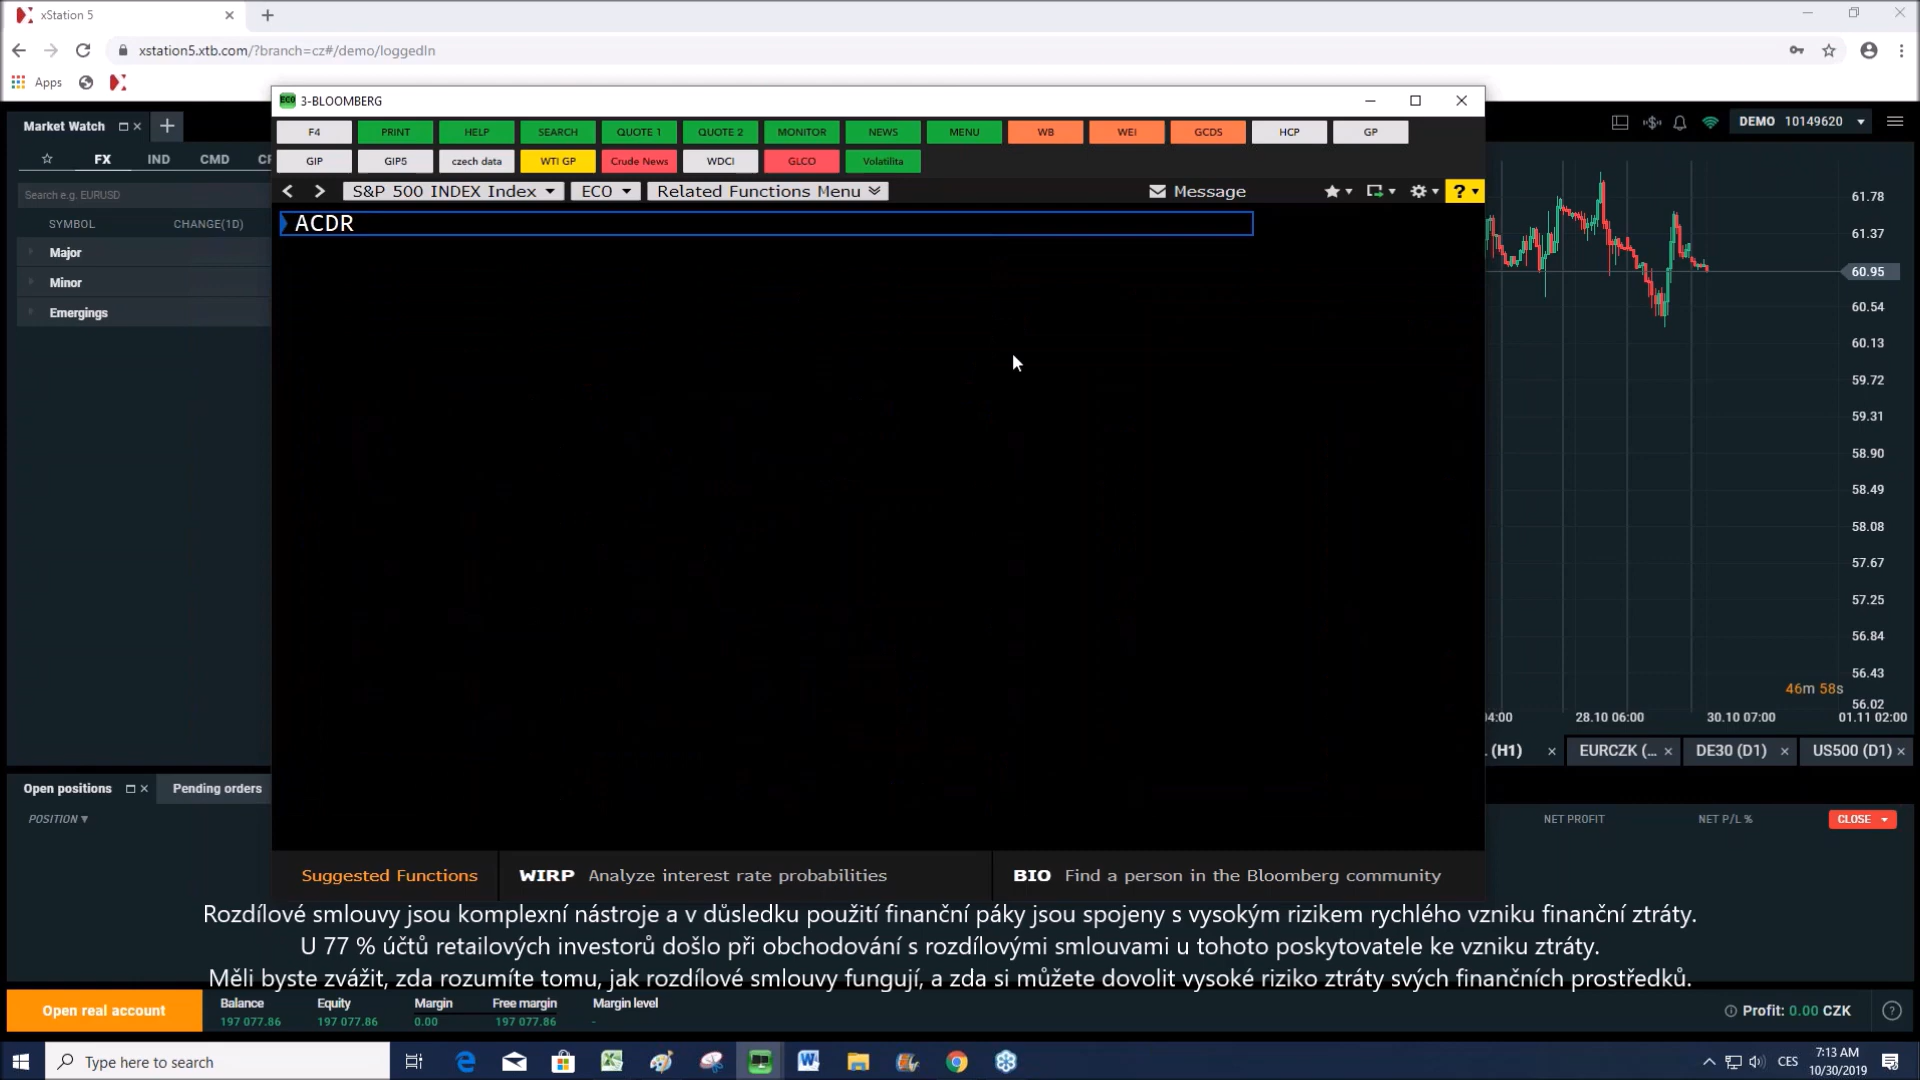 xStation 5
xstation5.xtb.com/?branch=cz#/demo/loggedIn
Apps
3-BLOOMBERG
F4 PRINT HELP SEARCH QUOTE 1 QUOTE 2 MONITOR NEWS MENU WB WEI GCDS HCP GP
GIP GIP5 czech data WTI GP Crude News WDCI GLCO Volatilita
S&P 500 INDEX Index ECO Related Functions Menu Message ?
ACDR
Market Watch
FX IND CMD
Search e.g. EURUSD
SYMBOL CHANGE(1D)
Major
Minor
Emergings
DEMO 10149620
61.78
61.37
60.95
60.54
60.13
59.72
59.31
58.90
58.49
58.08
57.67
57.25
56.84
56.43
46m 58s
56.02
28.10 06:00 30.10 07:00 01.11 02:00
(H1) EURCZK (... DE30 (D1) US500 (D1)
Open positions Pending orders
POSITION NET PROFIT NET P/L % CLOSE
Suggested Functions WIRP Analyze interest rate probabilities BIO Find a person in the Bloomberg community
Rozdílové smlouvy jsou komplexní nástroje a v důsledku použití finanční páky jsou spojeny s vysokým rizikem rychlého vzniku finanční ztráty.
U 77 % účtů retailových investorů došlo při obchodování s rozdílovými smlouvami u tohoto poskytovatele ke vzniku ztráty.
Měli byste zvážit, zda rozumíte tomu, jak rozdílové smlouvy fungují, a zda si můžete dovolit vysoké riziko ztráty svých finančních prostředků.
Open real account
Balance Equity Margin Free margin Margin level
197 077.86 197 077.86 0.00 197 077.86 -
Profit: 0.00 CZK
Type here to search
CES
7:13 AM
10/30/2019